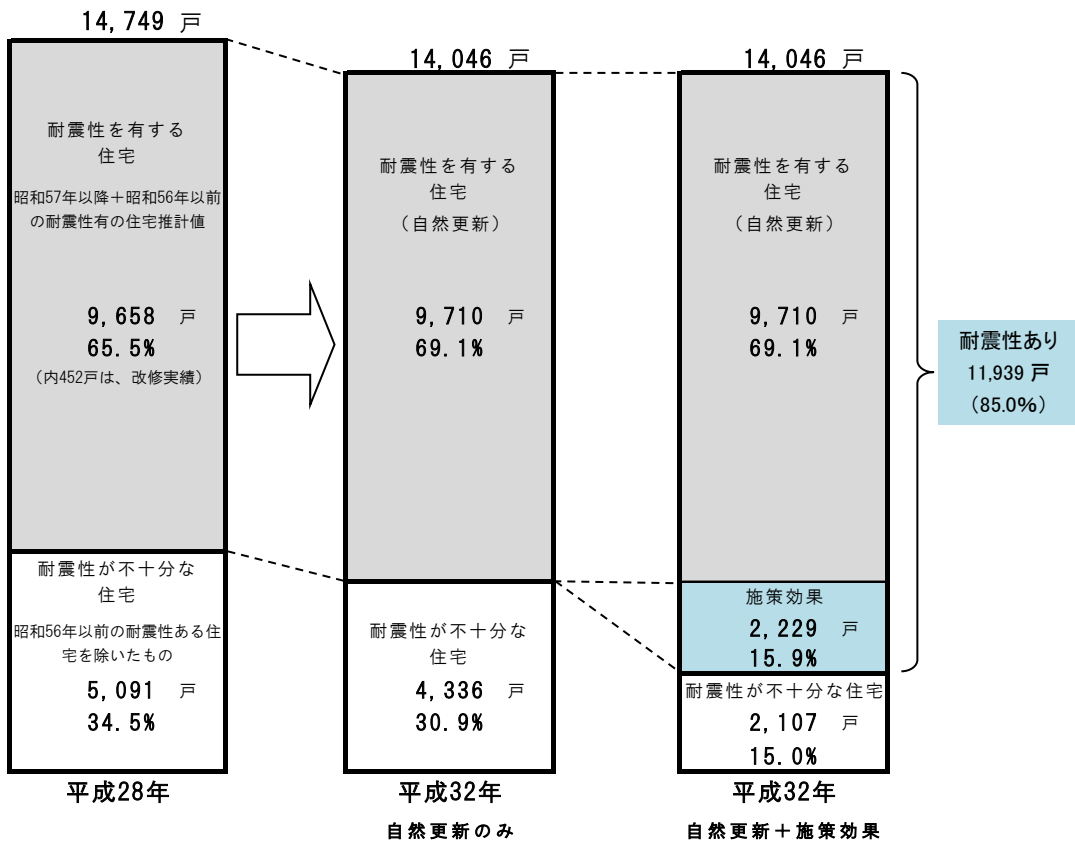 14,749 戸
耐震性を有する
住宅
昭和57年以降＋昭和56年以前
の耐震性有の住宅推計値
9,658 戸
65.5%
（内452戸は、改修実績）
耐震性が不十分な
住宅
昭和56年以前の耐震性ある住
宅を除いたもの
5,091 戸
34.5%
平成28年
14,046 戸
耐震性を有する
住宅
（自然更新）
9,710 戸
69.1%
耐震性が不十分な
住宅
4,336 戸
30.9%
平成32年
自然更新のみ
14,046 戸
耐震性を有する
住宅
（自然更新）
9,710 戸
69.1%
施策効果
2,229 戸
15.9%
耐震性が不十分な住宅
2,107 戸
15.0%
平成32年
自然更新＋施策効果
耐震性あり
11,939 戸
（85.0%）